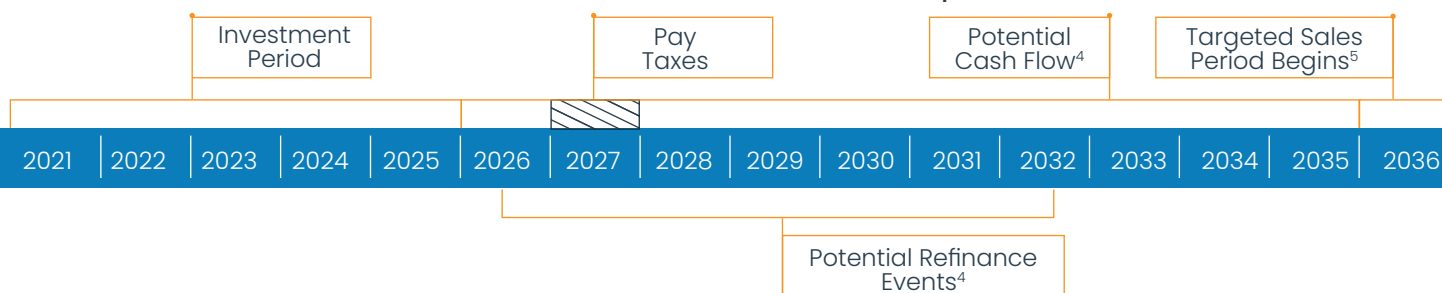 Investment
Period
Pay
Taxes
Potential
Cash Flow⁴
Targeted Sales
Period Begins⁵
2021 2022 2023 2024 2025 2026 2027 2028 2029 2030 2031 2032 2033 2034 2035 2036
Potential Refinance
Events⁴